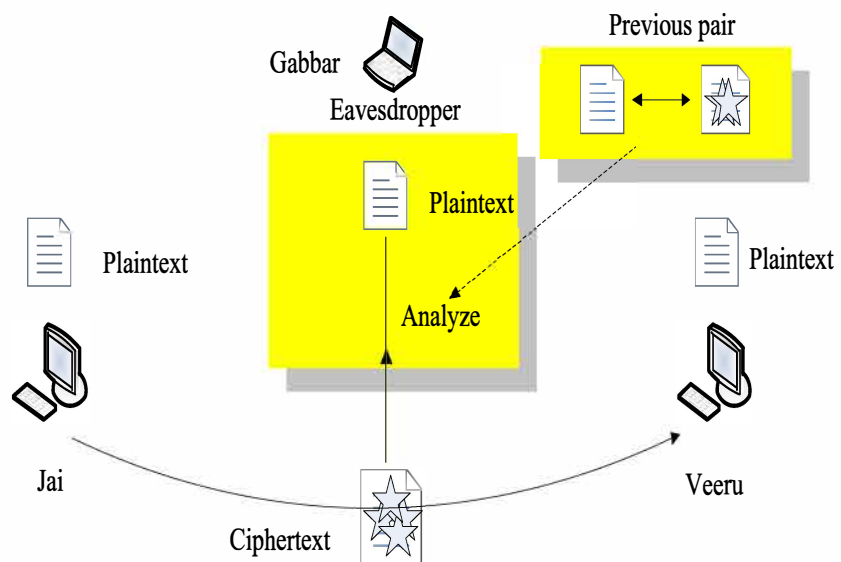 Previous pair
Gabbar
Eavesdropper
Plaintext
Plaintext
Plaintext
Analyze
Jai
Veeru
Ciphertext